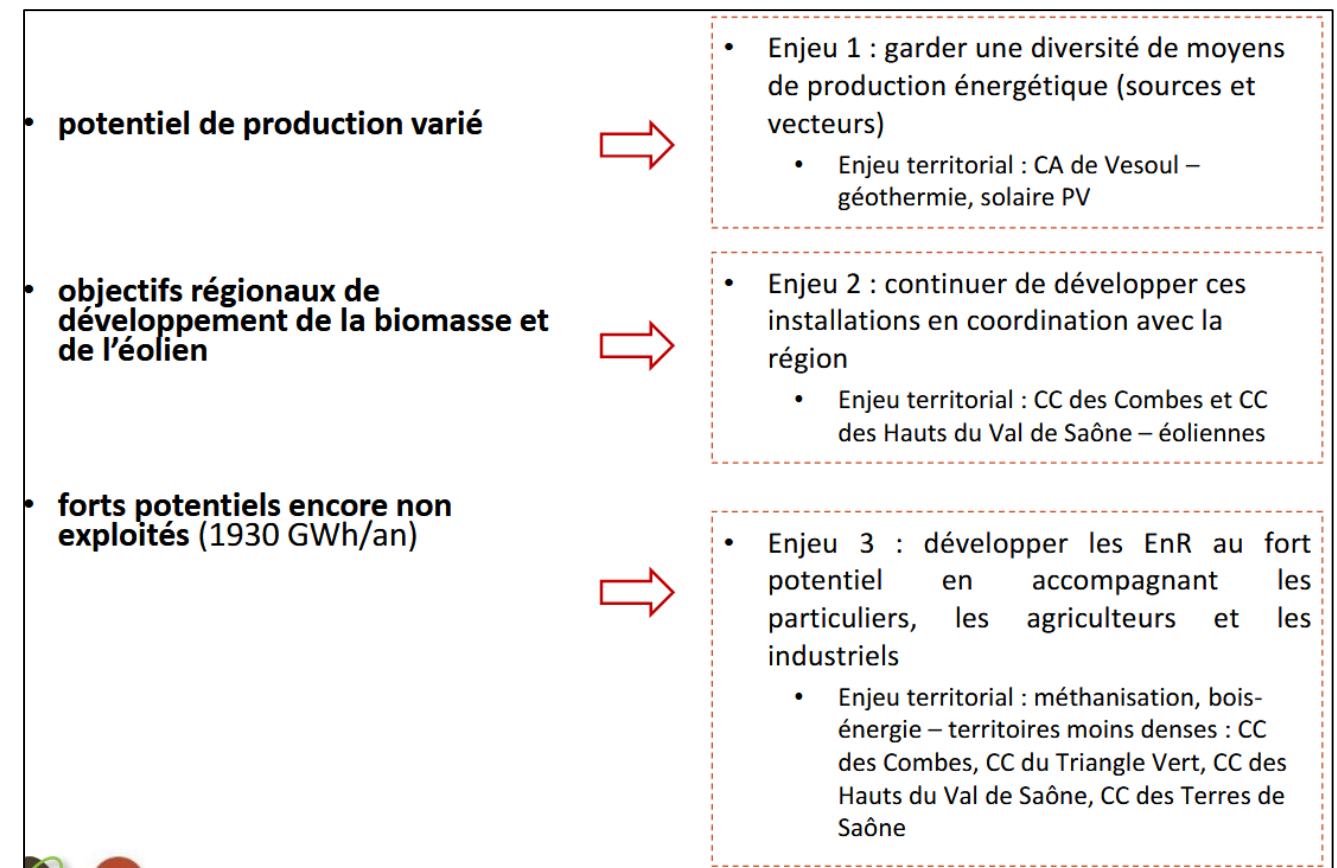 • potentiel de production varié
• Enjeu 1 : garder une diversité de moyens
de production énergétique (sources et
vecteurs)
• Enjeu territorial : CA de Vesoul –
géothermie, solaire PV
• objectifs régionaux de
développement de la biomasse et
de l’éolien
• Enjeu 2 : continuer de développer ces
installations en coordination avec la
région
• Enjeu territorial : CC des Combes et CC
des Hauts du Val de Saône – éoliennes
• forts potentiels encore non
exploités (1930 GWh/an)
• Enjeu 3 : développer les EnR au fort
potentiel en accompagnant les
particuliers, les agriculteurs et les
industriels
• Enjeu territorial : méthanisation, bois-
énergie – territoires moins denses : CC
des Combes, CC du Triangle Vert, CC des
Hauts du Val de Saône, CC des Terres de
Saône